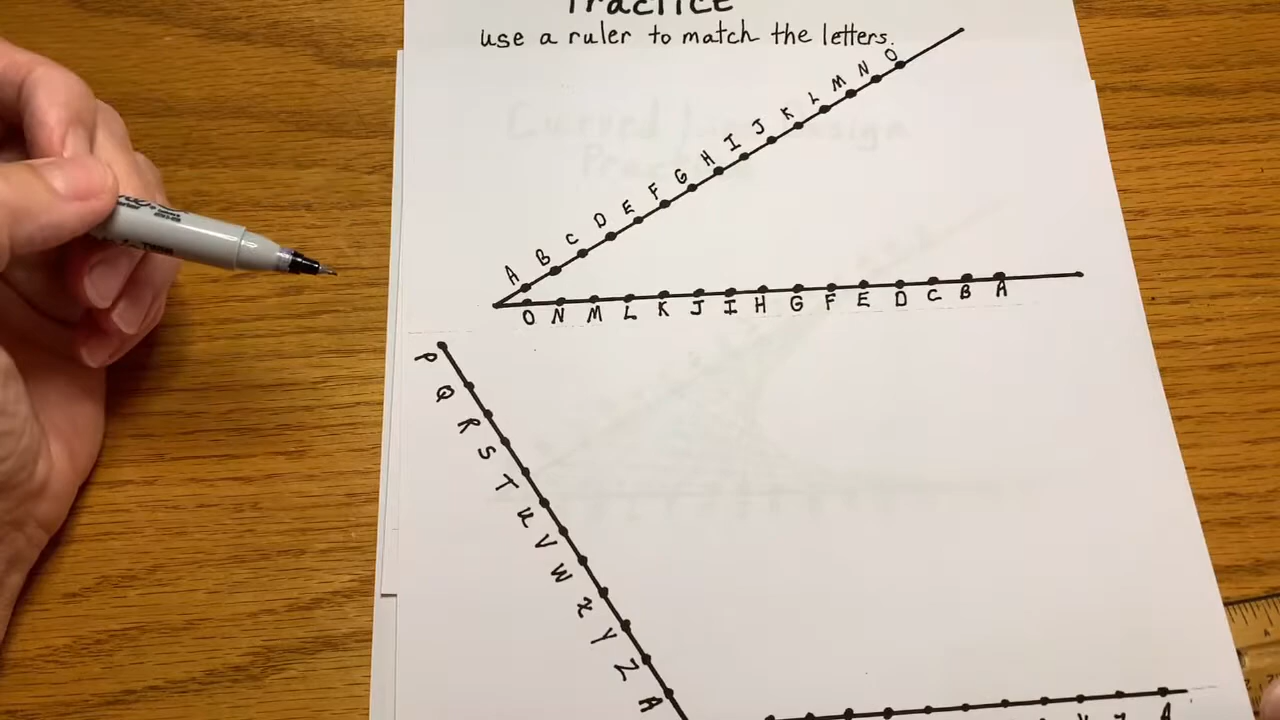 Practice
use a ruler to match the letters.
A B C D E F G H I J K L M N O
O N M L K J I H G F E D C B A
P Q R S T U V W X Y Z A
A